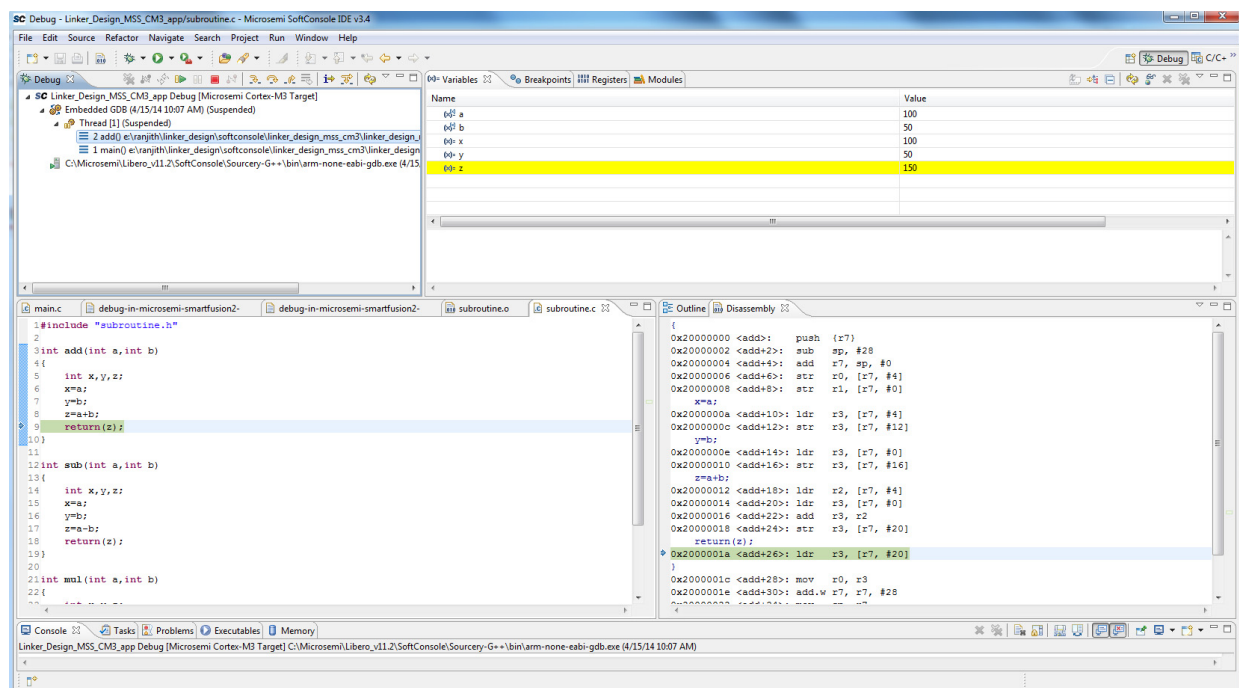 SC Debug - Linker_Design_MSS_CM3_app/subroutine.c - Microsemi SoftConsole IDE v3.4
File Edit Source Refactor Navigate Search Project Run Window Help
Debug C/C+ »
Debug
SC Linker_Design_MSS_CM3_app Debug [Microsemi Cortex-M3 Target]
Embedded GDB (4/15/14 10:07 AM) (Suspended)
Thread [1] (Suspended)
2 add() e:\ranjith\linker_design\softconsole\linker_design_mss_cm3\linker_design_
1 main() e:\ranjith\linker_design\softconsole\linker_design_mss_cm3\linker_design
C:\Microsemi\Libero_v11.2\SoftConsole\Sourcery-G++\bin\arm-none-eabi-gdb.exe (4/15
(x)= Variables Breakpoints Registers Modules
Name Value
a 100
b 50
(x)= x 100
(x)= y 50
(x)= z 150
main.c debug-in-microsemi-smartfusion2- debug-in-microsemi-smartfusion2- subroutine.o subroutine.c
1 #include "subroutine.h"
2
3 int add(int a,int b)
4 {
5 int x,y,z;
6 x=a;
7 y=b;
8 z=a+b;
9 return(z);
10 }
11
12 int sub(int a,int b)
13 {
14 int x,y,z;
15 x=a;
16 y=b;
17 z=a-b;
18 return(z);
19 }
20
21 int mul(int a,int b)
22 {
Outline Disassembly
{
0x20000000 <add>: push {r7}
0x20000002 <add+2>: sub sp, #28
0x20000004 <add+4>: add r7, sp, #0
0x20000006 <add+6>: str r0, [r7, #4]
0x20000008 <add+8>: str r1, [r7, #0]
x=a;
0x2000000a <add+10>: ldr r3, [r7, #4]
0x2000000c <add+12>: str r3, [r7, #12]
y=b;
0x2000000e <add+14>: ldr r3, [r7, #0]
0x20000010 <add+16>: str r3, [r7, #16]
z=a+b;
0x20000012 <add+18>: ldr r2, [r7, #4]
0x20000014 <add+20>: ldr r3, [r7, #0]
0x20000016 <add+22>: add r3, r2
0x20000018 <add+24>: str r3, [r7, #20]
return(z);
0x2000001a <add+26>: ldr r3, [r7, #20]
}
0x2000001c <add+28>: mov r0, r3
0x2000001e <add+30>: add.w r7, r7, #28
Console Tasks Problems Executables Memory
Linker_Design_MSS_CM3_app Debug [Microsemi Cortex-M3 Target] C:\Microsemi\Libero_v11.2\SoftConsole\Sourcery-G++\bin\arm-none-eabi-gdb.exe (4/15/14 10:07 AM)